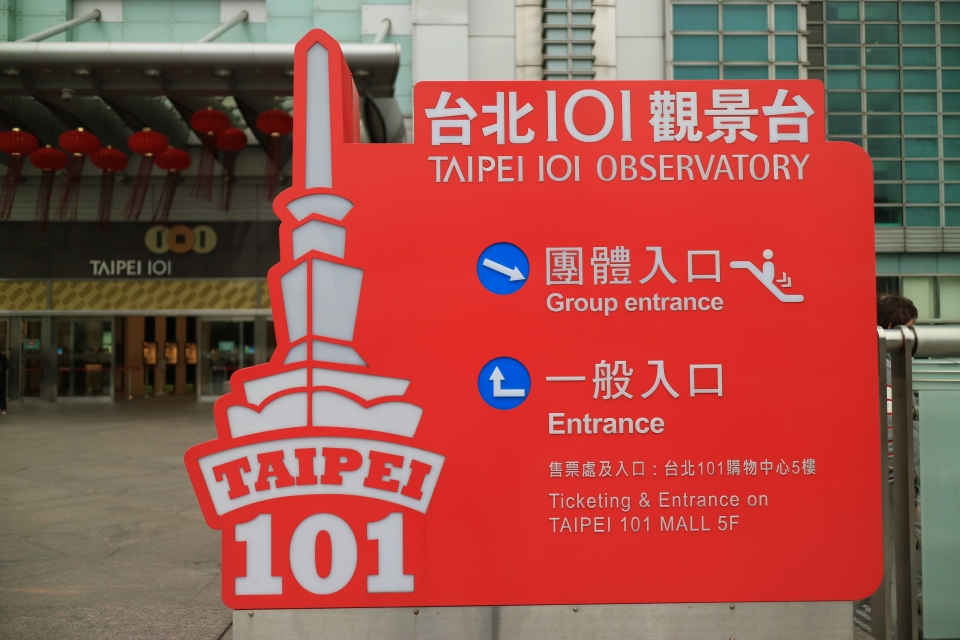 台北101觀景台
TAIPEI 101 OBSERVATORY
團體入口
Group entrance
一般入口
Entrance
售票處及入口：台北101購物中心5樓
Ticketing & Entrance on
TAIPEI 101 MALL 5F
TAIPEI
101
TAIPEI 101